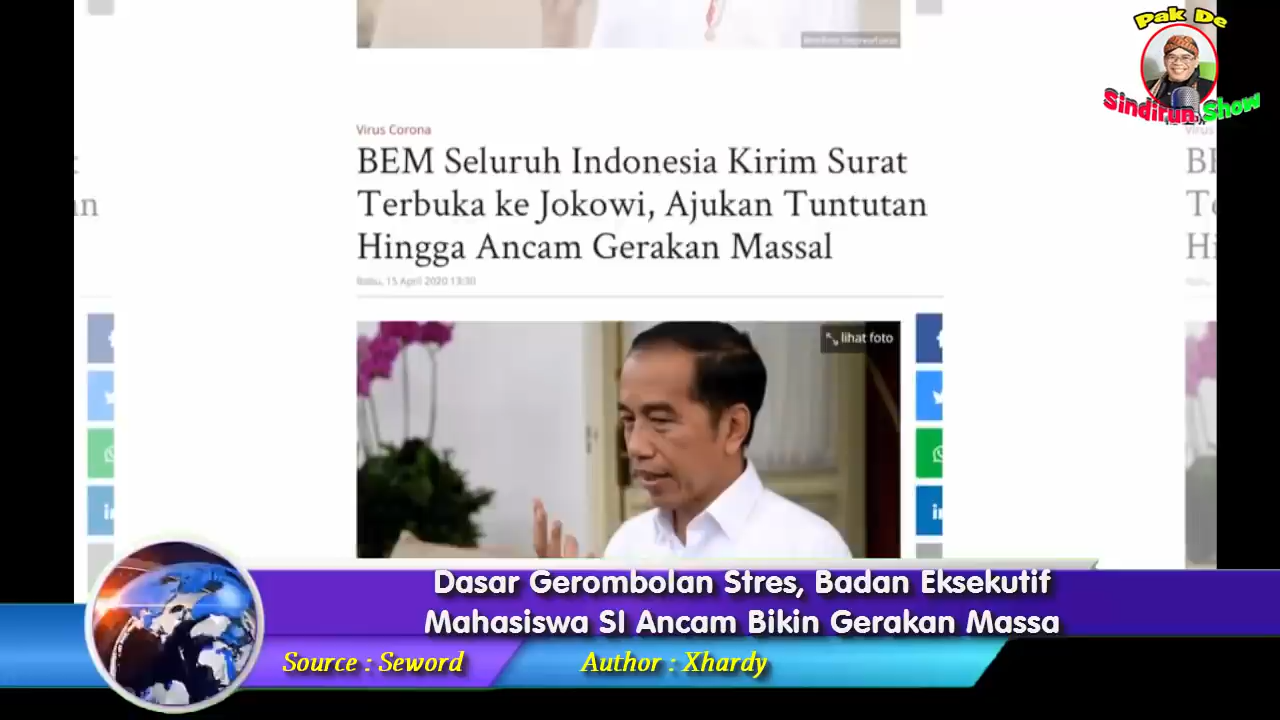 Pak De
Sindirun Show
Virus Corona
BEM Seluruh Indonesia Kirim Surat
Terbuka ke Jokowi, Ajukan Tuntutan
Hingga Ancam Gerakan Massal
Rabu, 15 April 2020 13:30
lihat foto
Dasar Gerombolan Stres, Badan Eksekutif
Mahasiswa SI Ancam Bikin Gerakan Massa
Source : Seword
Author : Xhardy